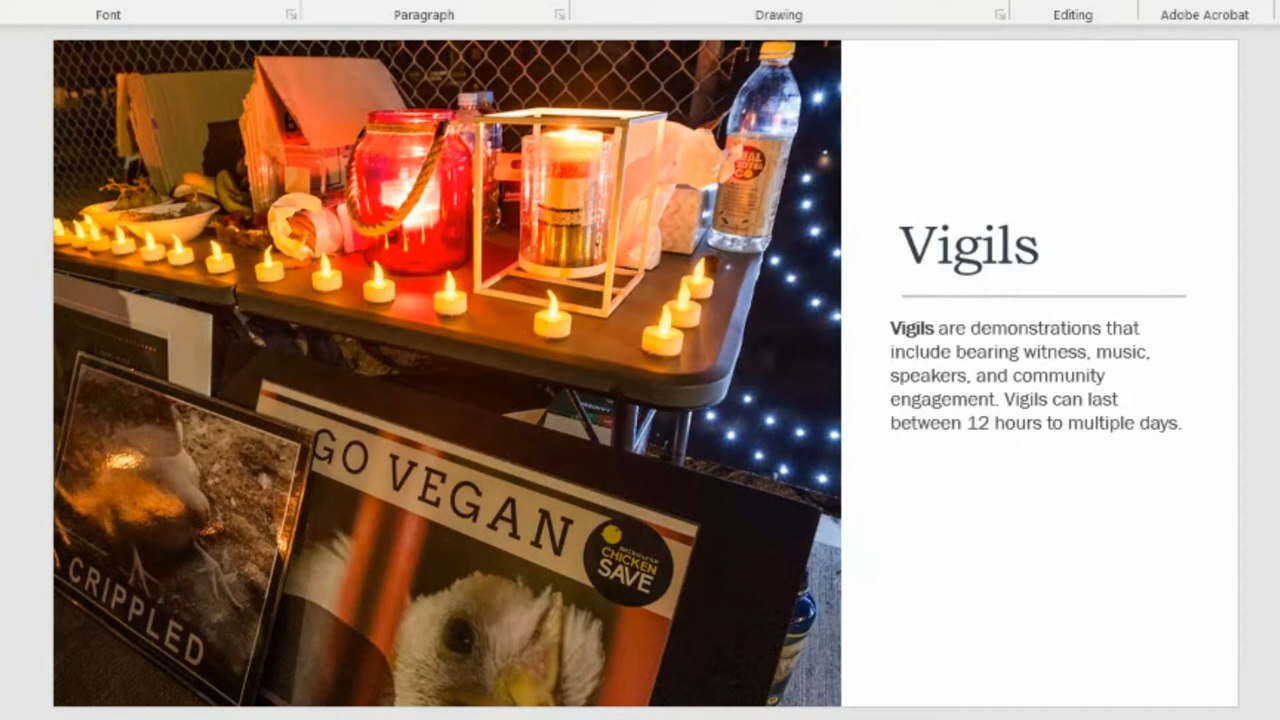 Font
Paragraph
Drawing
Editing
Adobe Acrobat
Vigils
Vigils are demonstrations that
include bearing witness, music,
speakers, and community
engagement. Vigils can last
between 12 hours to multiple days.
GO VEGAN
melbourne
CHICKEN
SAVE
CRIPPLED